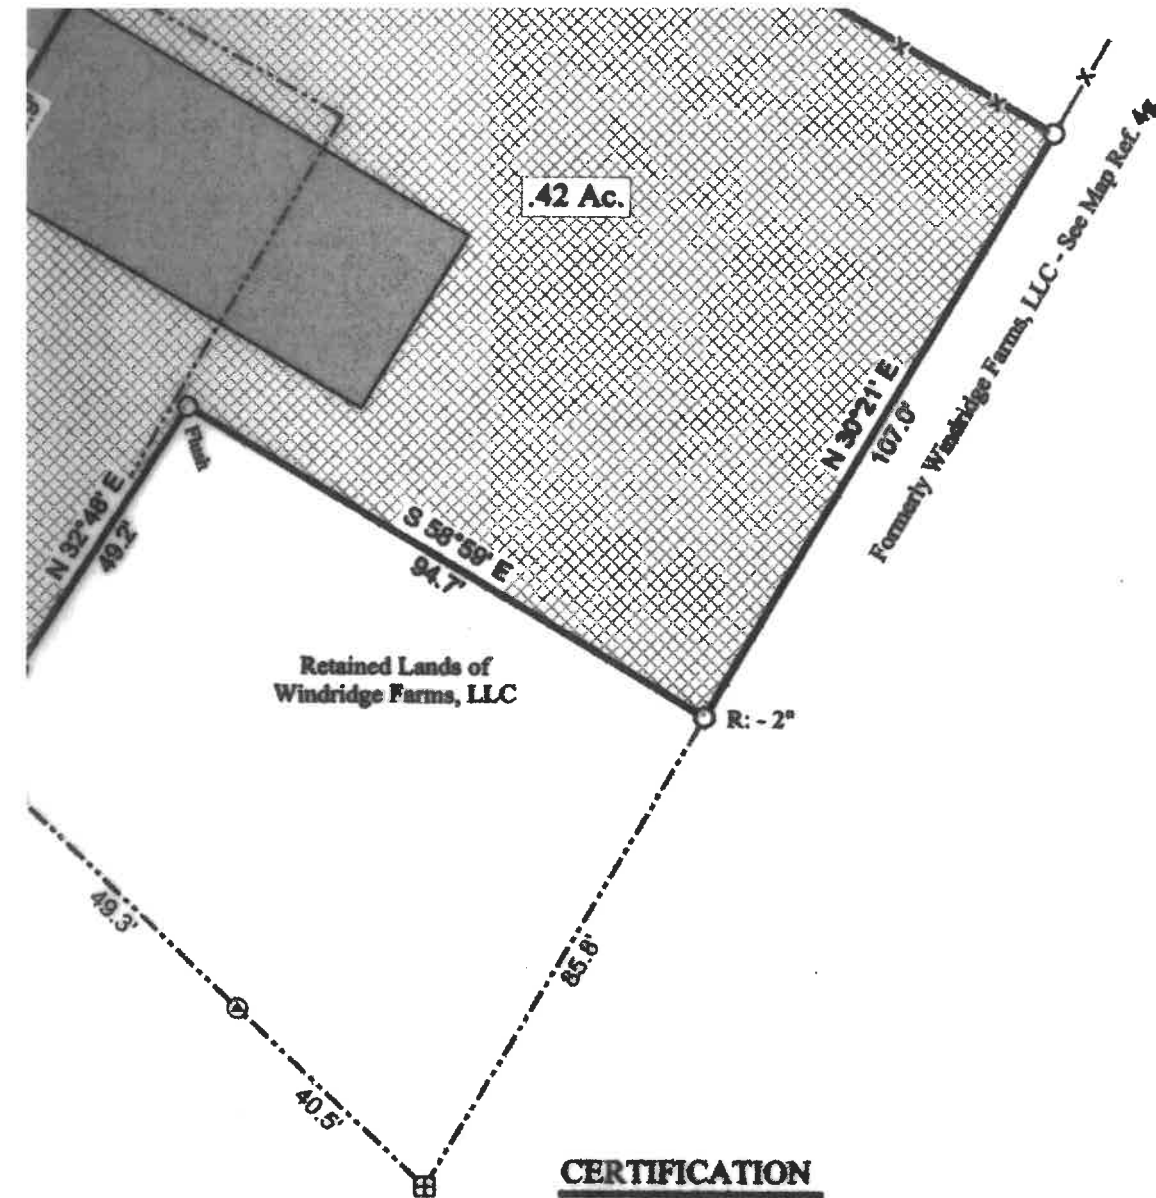 .42 Ac.
Formerly Windridge Farms, LLC - See Map Ref. 4g
N 30°21' E
107.0'
Flush
N 32°48' E
49.2'
S 58°59' E
94.7'
Retained Lands of
Windridge Farms, LLC
R: - 2"
85.8'
49.3'
40.5'
CERTIFICATION